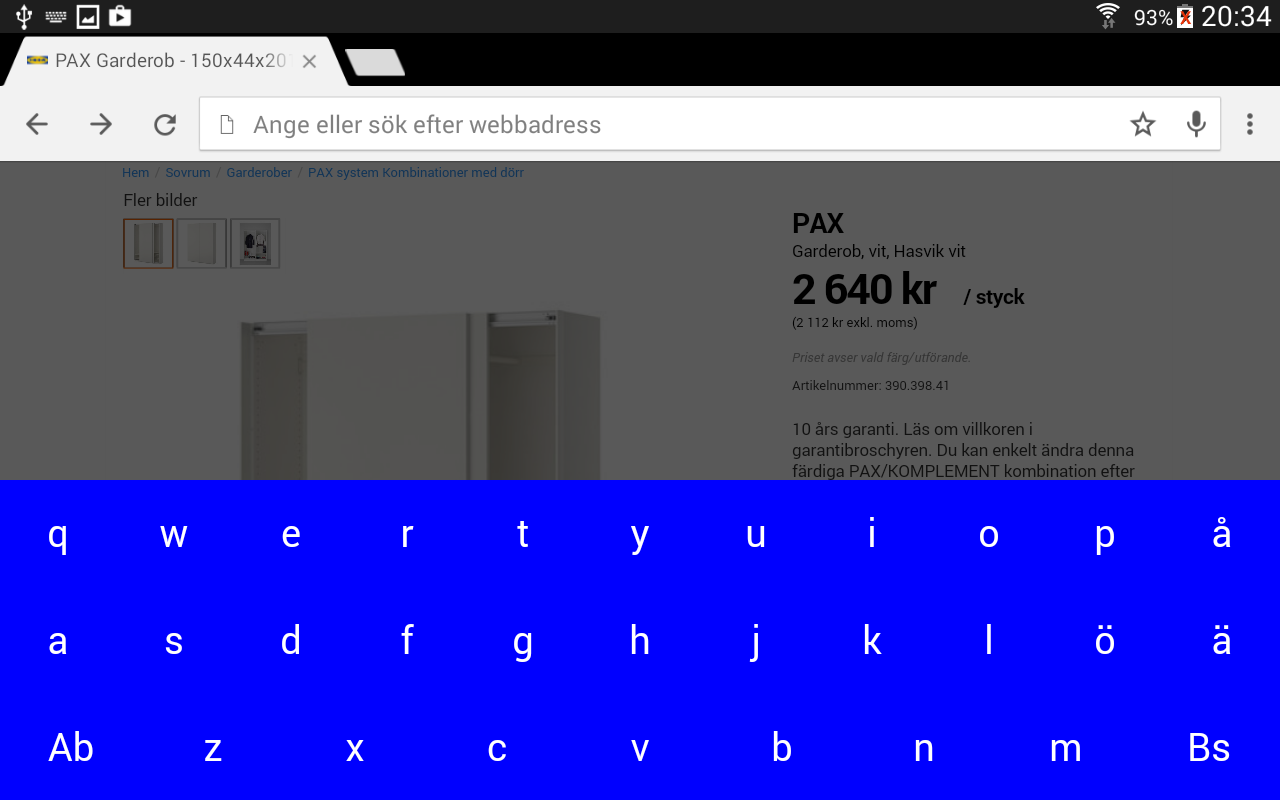 93% 20:34
PAX Garderob - 150x44x201
Ange eller sök efter webbadress
Hem / Sovrum / Garderober / PAX system Kombinationer med dörr
Fler bilder
PAX
Garderob, vit, Hasvik vit
2 640 kr / styck
(2 112 kr exkl. moms)
Priset avser vald färg/utförande.
Artikelnummer: 390.398.41
10 års garanti. Läs om villkoren i
garantibroschyren. Du kan enkelt ändra denna
färdiga PAX/KOMPLEMENT kombination efter
q w e r t y u i o p å
a s d f g h j k l ö ä
Ab z x c v b n m Bs